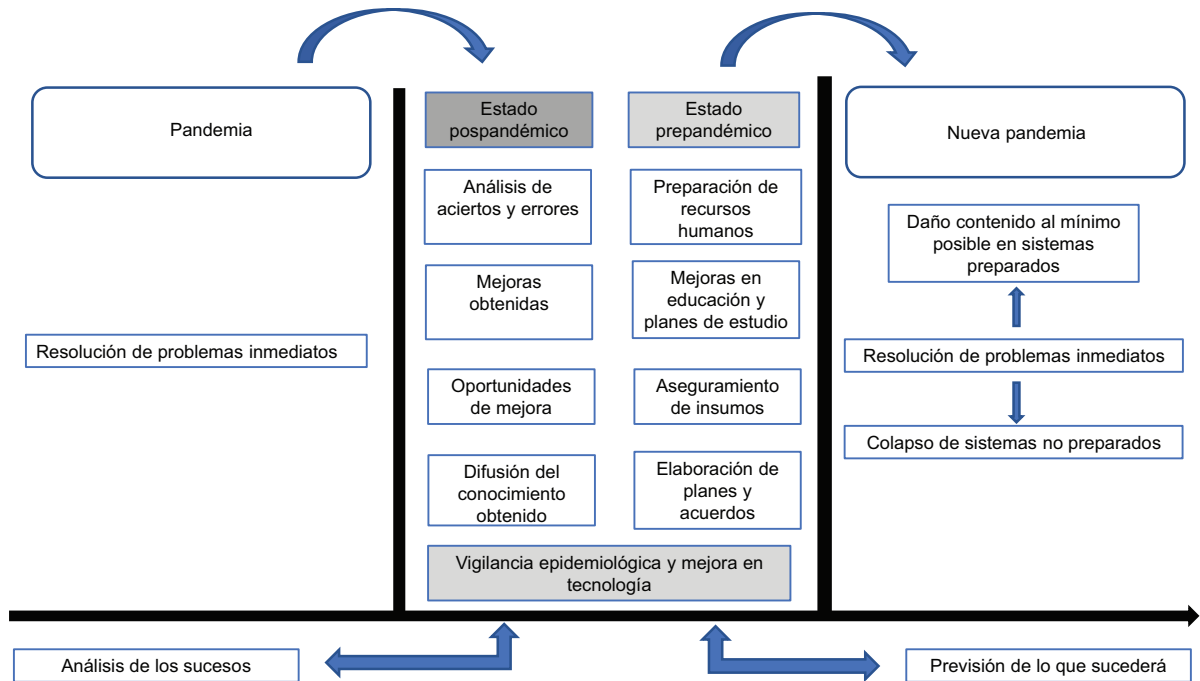 Pandemia
Resolución de problemas inmediatos
Estado
pospandémico
Análisis de
aciertos y errores
Mejoras
obtenidas
Oportunidades
de mejora
Difusión del
conocimiento
obtenido
Estado
prepandémico
Preparación de
recursos
humanos
Mejoras en
educación y
planes de estudio
Aseguramiento
de insumos
Elaboración de
planes y
acuerdos
Vigilancia epidemiológica y mejora en
tecnología
Nueva pandemia
Daño contenido al mínimo
posible en sistemas
preparados
Resolución de problemas inmediatos
Colapso de sistemas no preparados
Análisis de los sucesos
Previsión de lo que sucederá